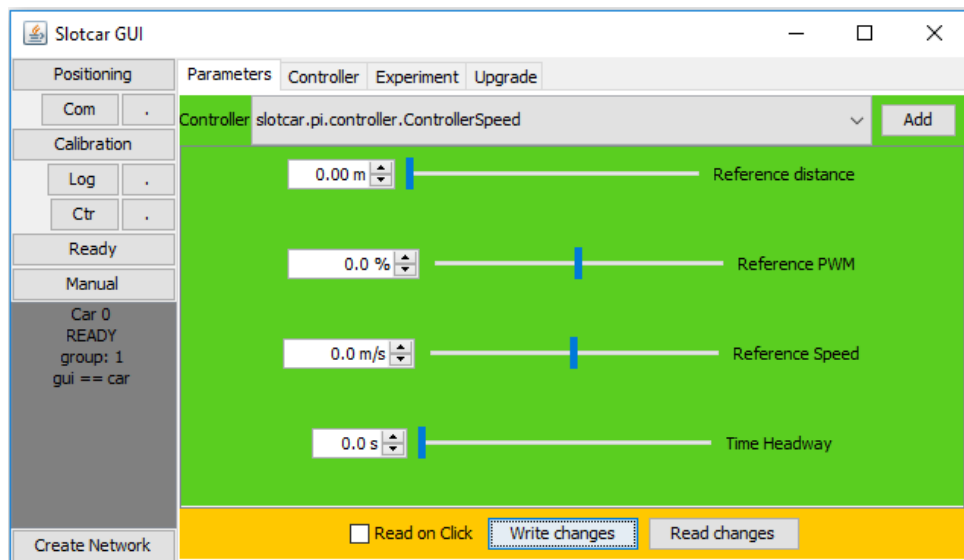 Slotcar GUI
Positioning
Com .
Calibration
Log .
Ctr .
Ready
Manual
Car 0
READY
group: 1
gui == car
Create Network
Parameters Controller Experiment Upgrade
Controller slotcar.pi.controller.ControllerSpeed Add
0.00 m Reference distance
0.0 % Reference PWM
0.0 m/s Reference Speed
0.0 s Time Headway
Read on Click Write changes Read changes